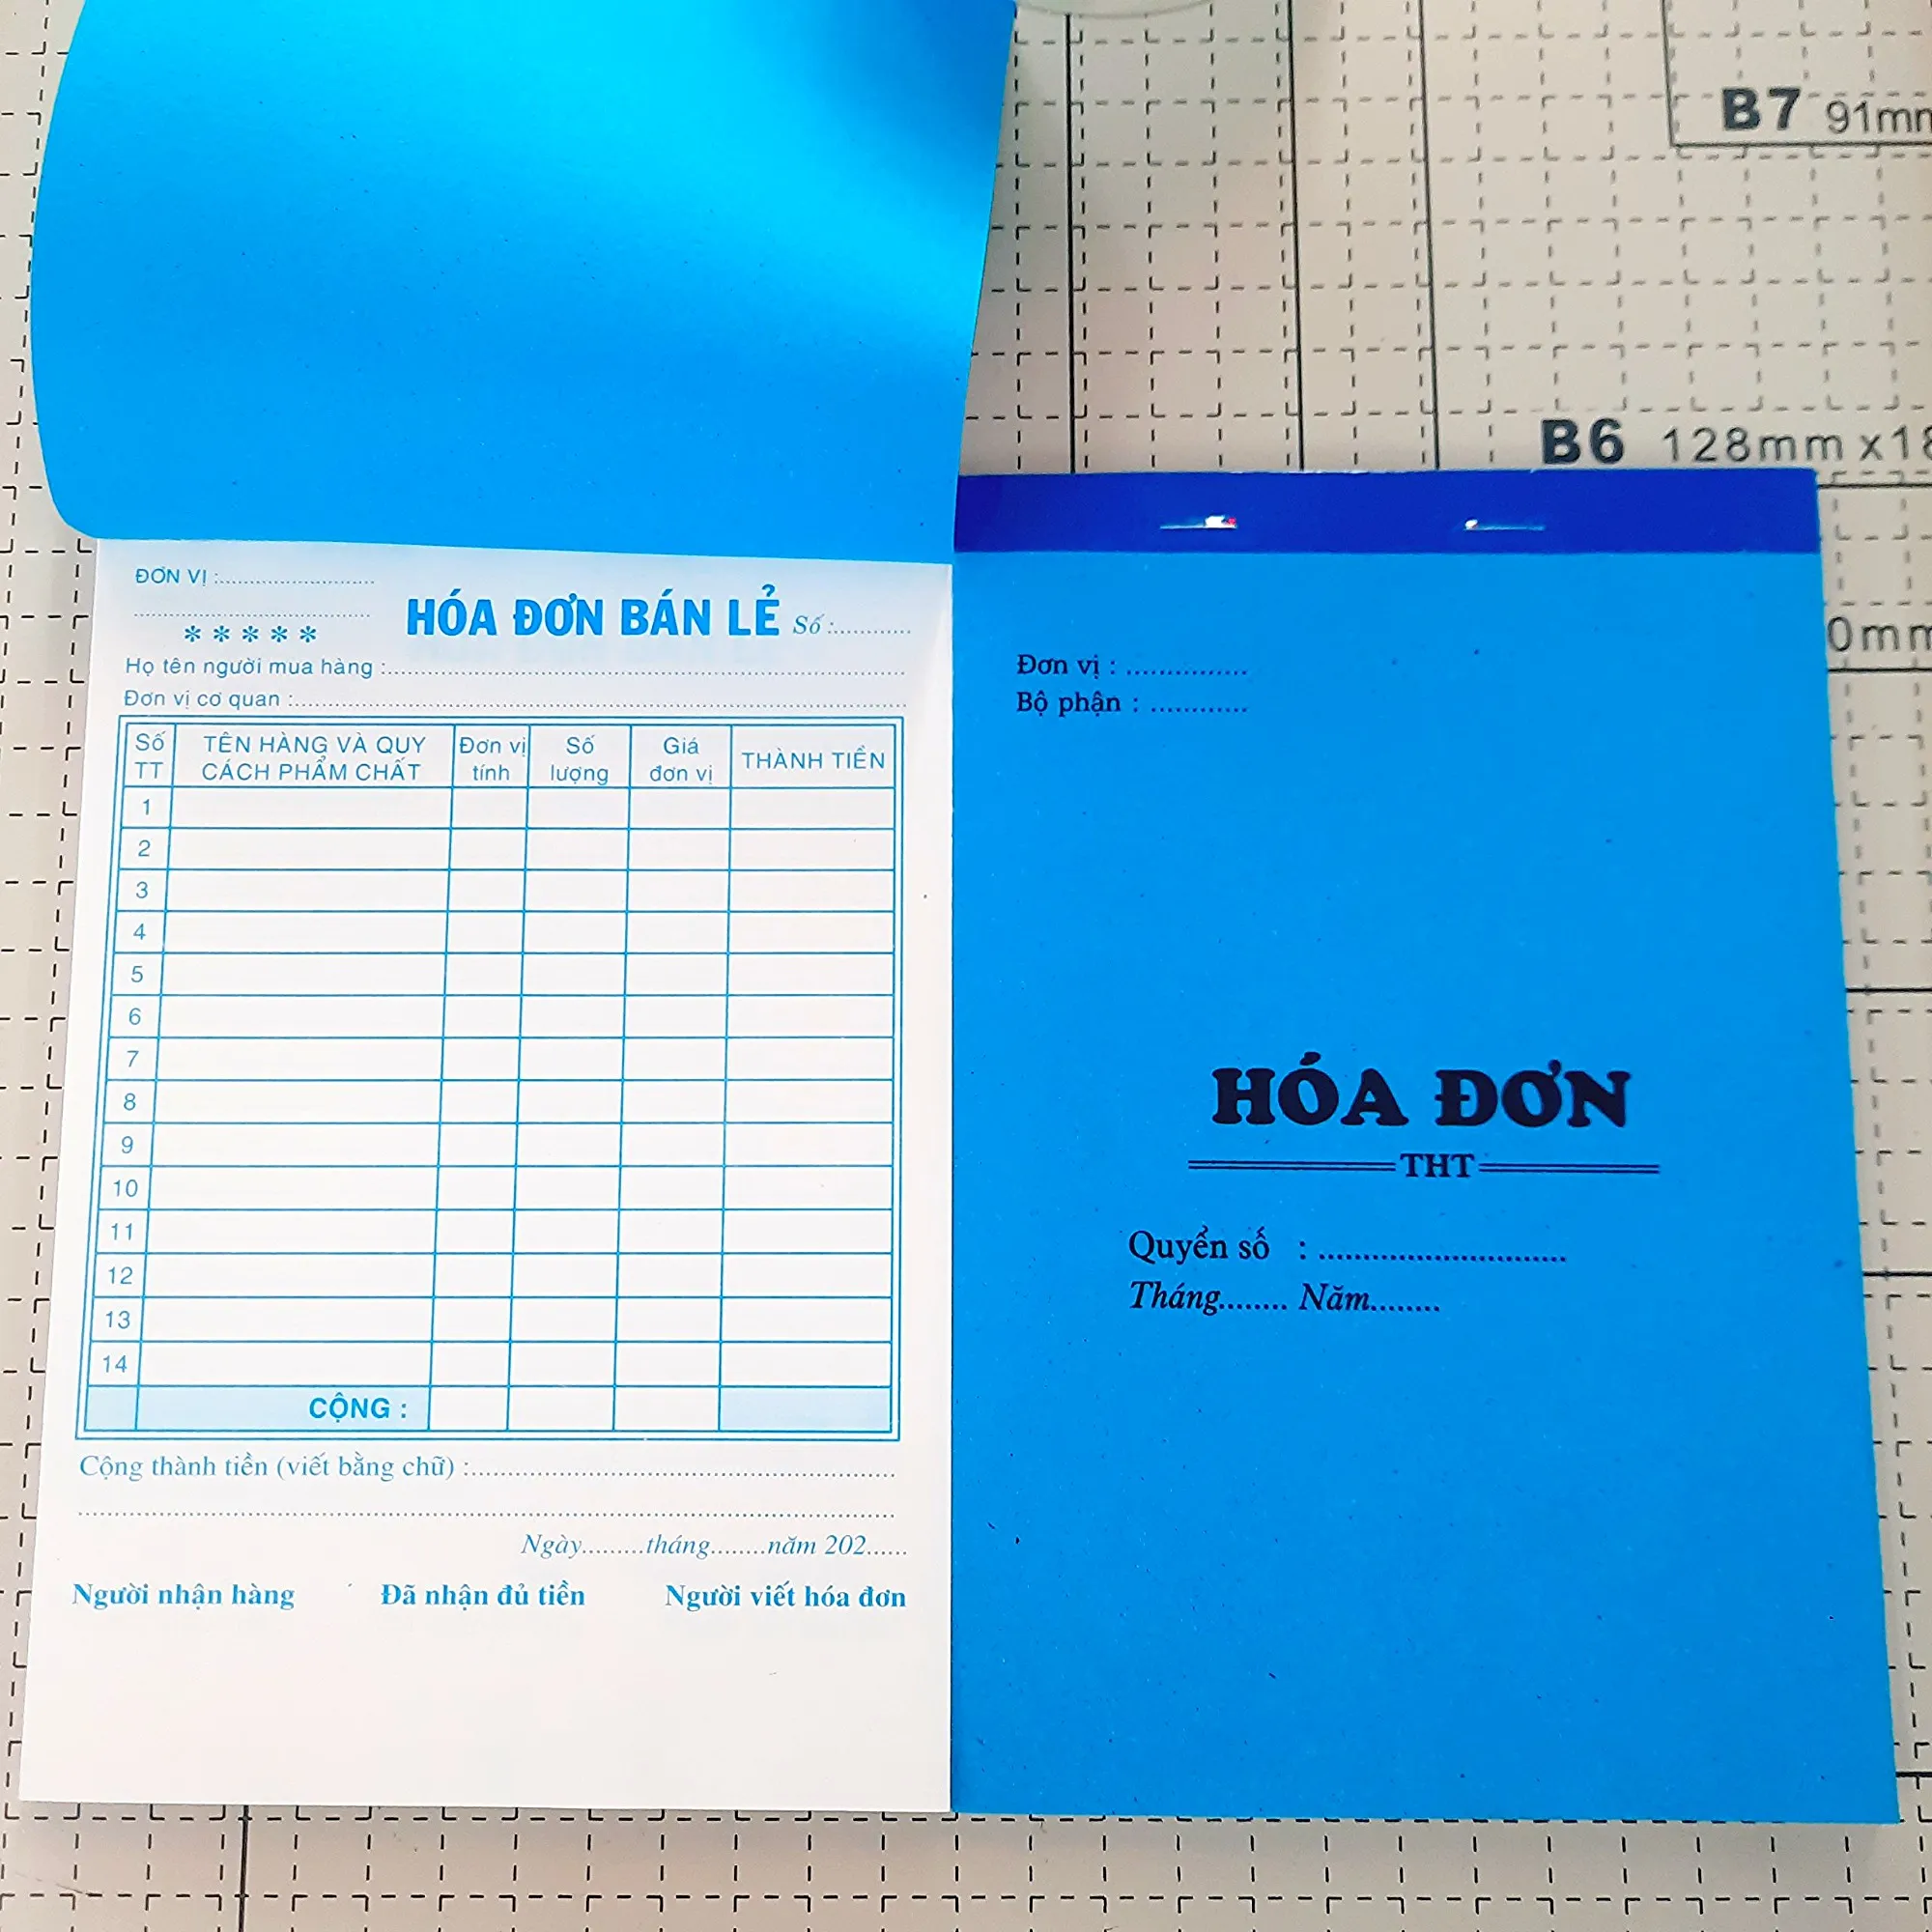 ĐƠN VỊ :..........................
..........................................
* * * * *
HÓA ĐƠN BÁN LẺ Số :.............
Họ tên người mua hàng :..........................................................................
Đơn vị cơ quan :.......................................................................................
Số TT
TÊN HÀNG VÀ QUY CÁCH PHẨM CHẤT
Đơn vị tính
Số lượng
Giá đơn vị
THÀNH TIỀN
1
2
3
4
5
6
7
8
9
10
11
12
13
14
CỘNG :
Cộng thành tiền (viết bằng chữ) :...............................................................
.....................................................................................................................
Ngày.........tháng........năm 202......
Người nhận hàng Đã nhận đủ tiền Người viết hóa đơn
Đơn vị : ...............
Bộ phận : ............
HÓA ĐƠN
THT
Quyển số : ............................
Tháng........ Năm........
B7 91m
B6 128mm x 1
0mm